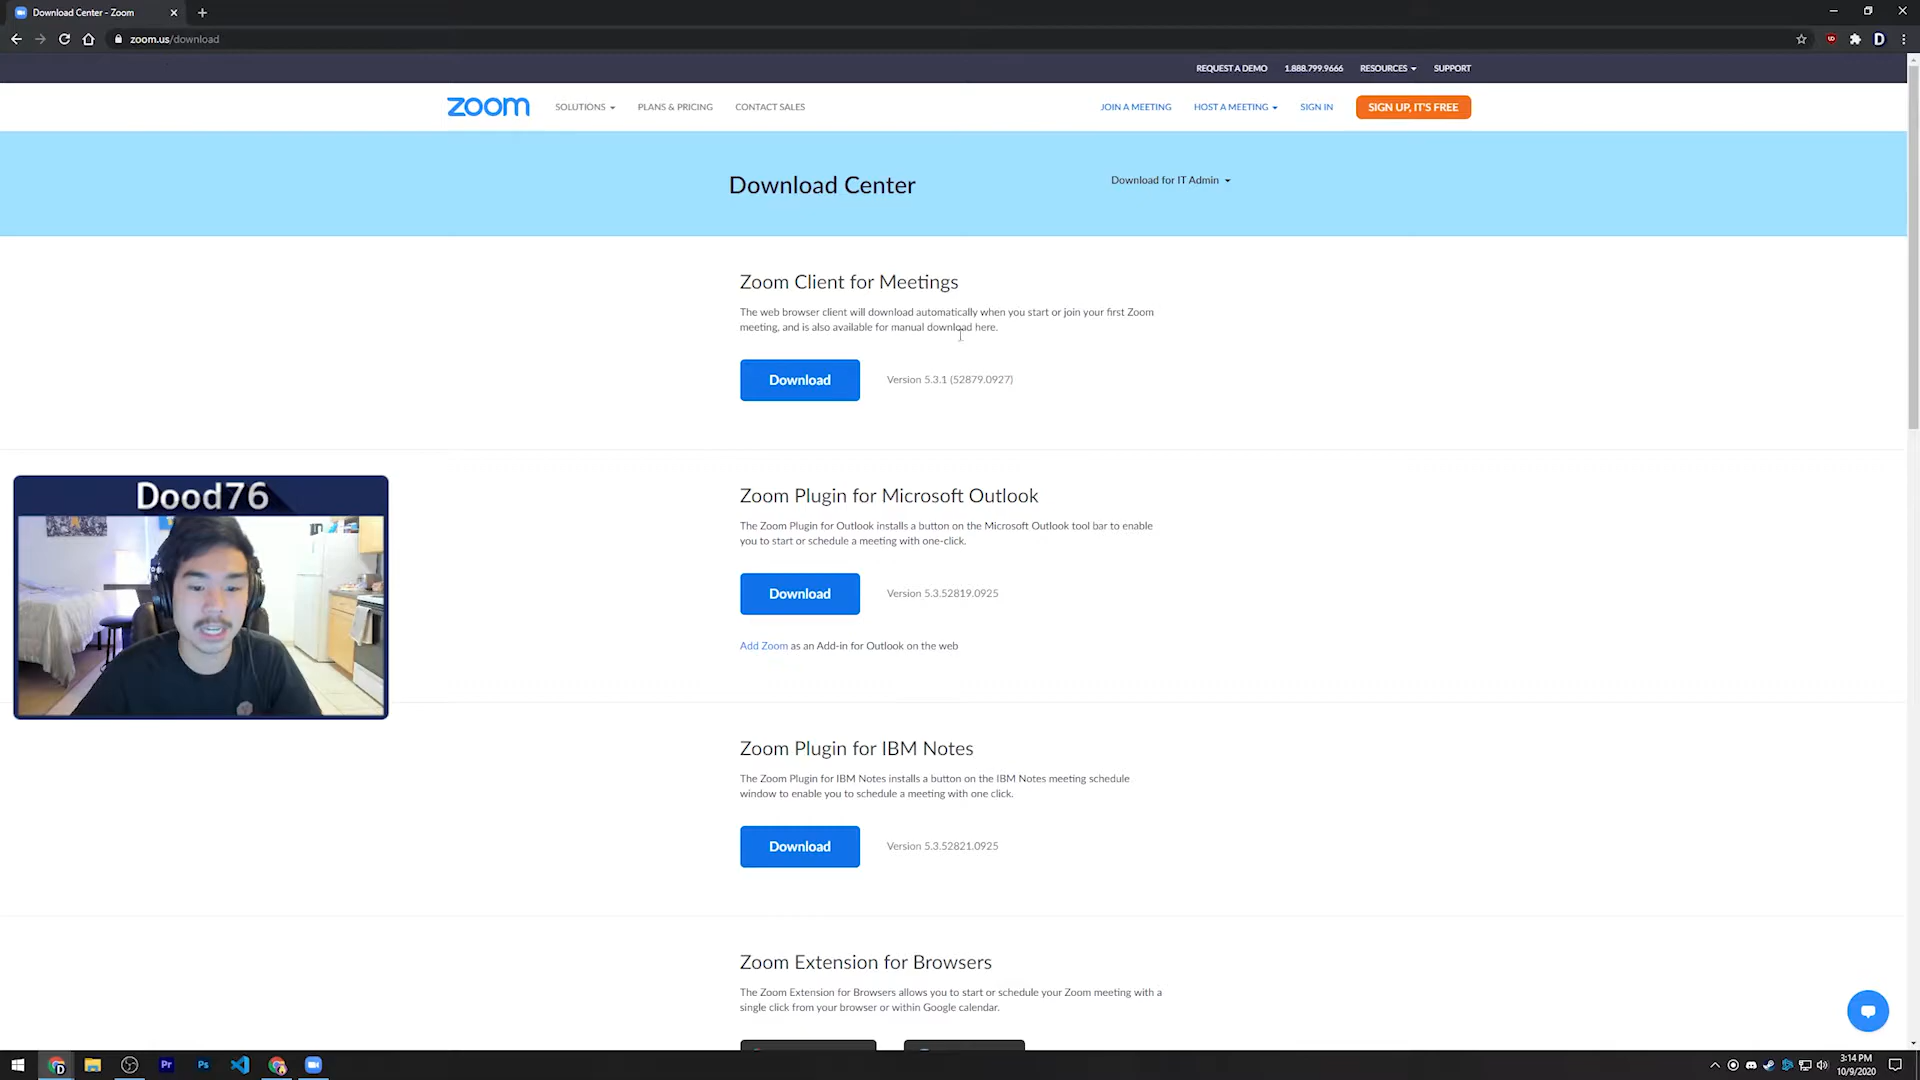 Download Center - Zoom
zoom.us/download
REQUEST A DEMO 1.888.799.9666 RESOURCES SUPPORT
zoom SOLUTIONS PLANS & PRICING CONTACT SALES JOIN A MEETING HOST A MEETING SIGN IN SIGN UP, IT'S FREE
Download Center Download for IT Admin
Zoom Client for Meetings
The web browser client will download automatically when you start or join your first Zoom
meeting, and is also available for manual download here.
Download Version 5.3.1 (52879.0927)
Dood76
Zoom Plugin for Microsoft Outlook
The Zoom Plugin for Outlook installs a button on the Microsoft Outlook tool bar to enable
you to start or schedule a meeting with one-click.
Download Version 5.3.52819.0925
Add Zoom as an Add-in for Outlook on the web
Zoom Plugin for IBM Notes
The Zoom Plugin for IBM Notes installs a button on the IBM Notes meeting schedule
window to enable you to schedule a meeting with one click.
Download Version 5.3.52821.0925
Zoom Extension for Browsers
The Zoom Extension for Browsers allows you to start or schedule your Zoom meeting with a
single click from your browser or within Google calendar.
D
Pr
Ps
3:14 PM
10/9/2020